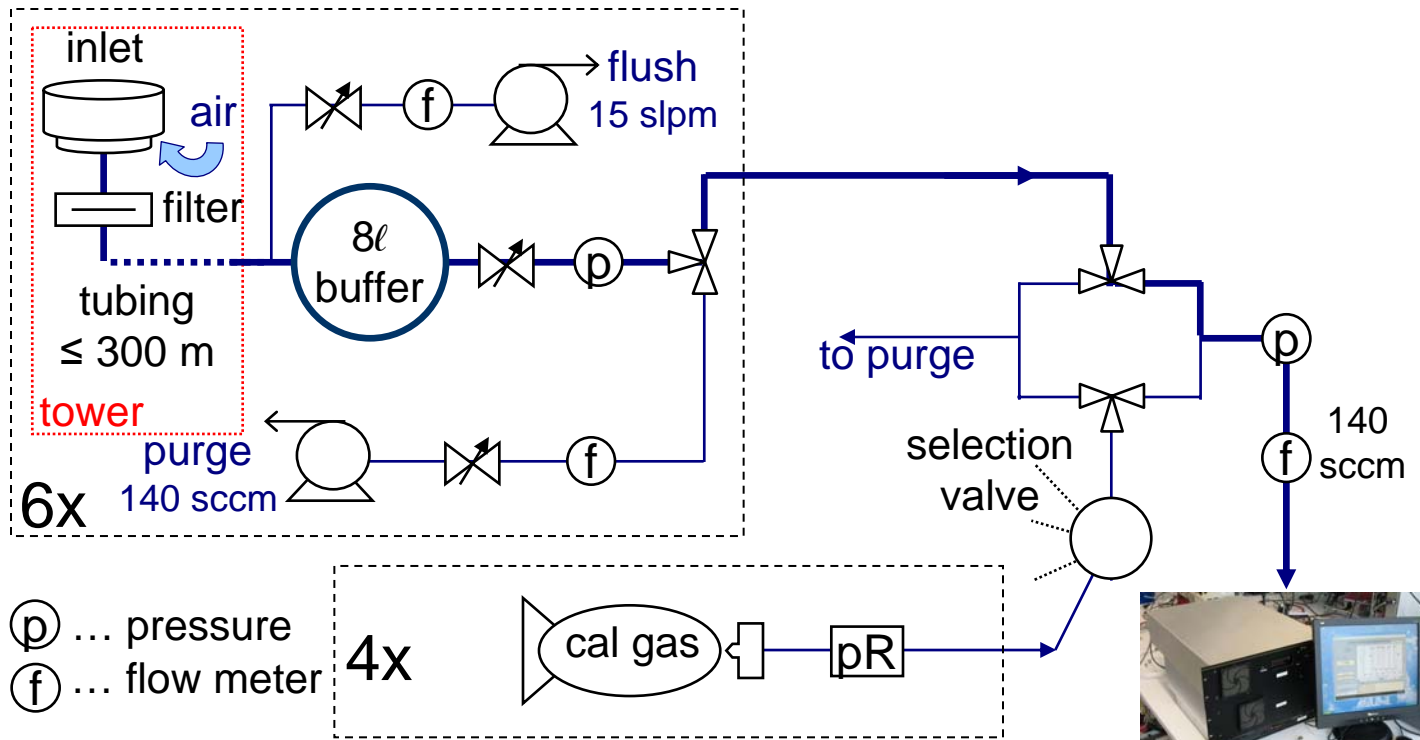 inlet
air
filter
tubing
≤ 300 m
tower
flush
15 slpm
f
8ℓ
buffer
p
purge
140 sccm
f
6x
to purge
p
f
140
sccm
selection
valve
p … pressure
f … flow meter
4x
cal gas
pR